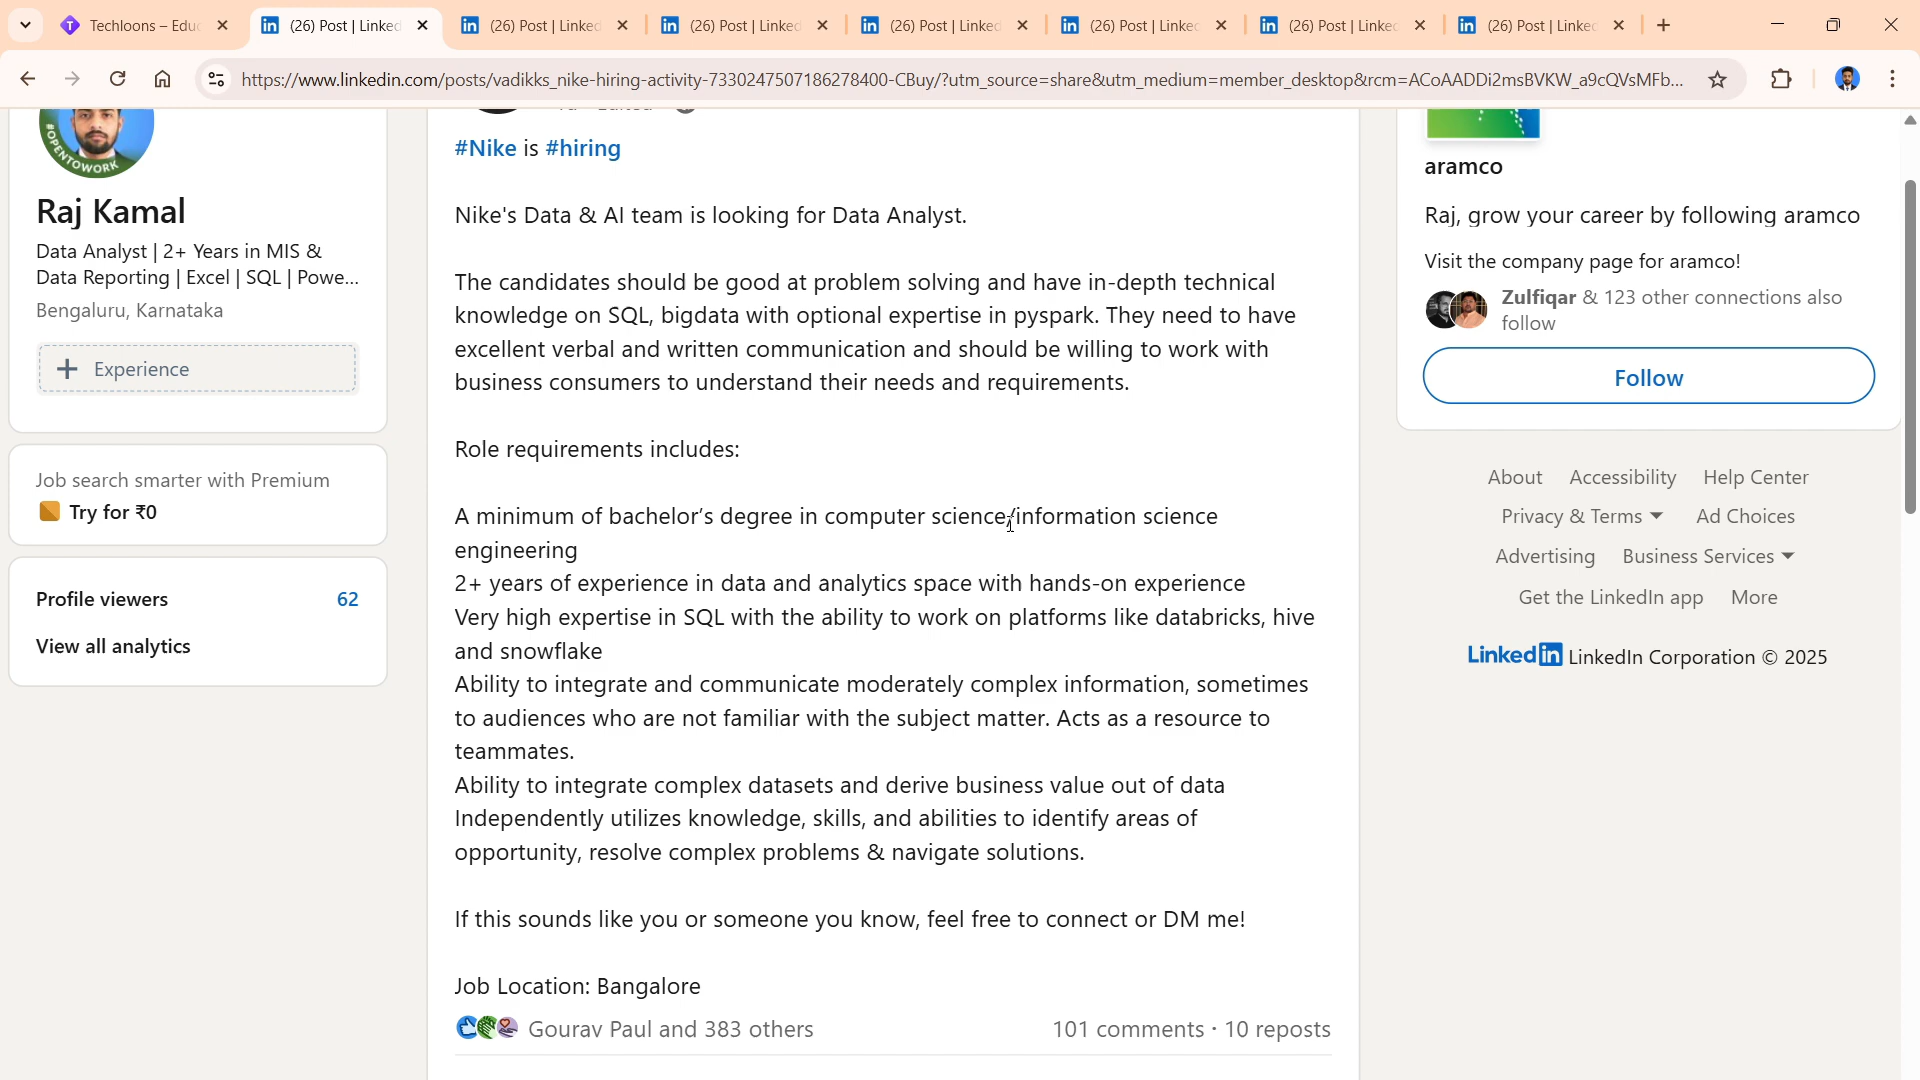 Techloons – Educ
(26) Post | Linked
(26) Post | Linked
(26) Post | Linked
(26) Post | Linked
(26) Post | Linked
(26) Post | Linked
(26) Post | Linked
https://www.linkedin.com/posts/vadikks_nike-hiring-activity-7330247507186278400-CBuy/?utm_source=share&utm_medium=member_desktop&rcm=ACoAADDi2msBVKW_a9cQVsMFb...
#OPENTOWORK
Raj Kamal
Data Analyst | 2+ Years in MIS &
Data Reporting | Excel | SQL | Powe...
Bengaluru, Karnataka
+ Experience
Job search smarter with Premium
Try for ₹0
Profile viewers 62
View all analytics
#Nike is #hiring
Nike's Data & AI team is looking for Data Analyst.
The candidates should be good at problem solving and have in-depth technical
knowledge on SQL, bigdata with optional expertise in pyspark. They need to have
excellent verbal and written communication and should be willing to work with
business consumers to understand their needs and requirements.
Role requirements includes:
A minimum of bachelor's degree in computer science/information science
engineering
2+ years of experience in data and analytics space with hands-on experience
Very high expertise in SQL with the ability to work on platforms like databricks, hive
and snowflake
Ability to integrate and communicate moderately complex information, sometimes
to audiences who are not familiar with the subject matter. Acts as a resource to
teammates.
Ability to integrate complex datasets and derive business value out of data
Independently utilizes knowledge, skills, and abilities to identify areas of
opportunity, resolve complex problems & navigate solutions.
If this sounds like you or someone you know, feel free to connect or DM me!
Job Location: Bangalore
Gourav Paul and 383 others
101 comments · 10 reposts
aramco
Raj, grow your career by following aramco
Visit the company page for aramco!
Zulfiqar & 123 other connections also
follow
Follow
About Accessibility Help Center
Privacy & Terms Ad Choices
Advertising Business Services
Get the LinkedIn app More
LinkedIn LinkedIn Corporation © 2025